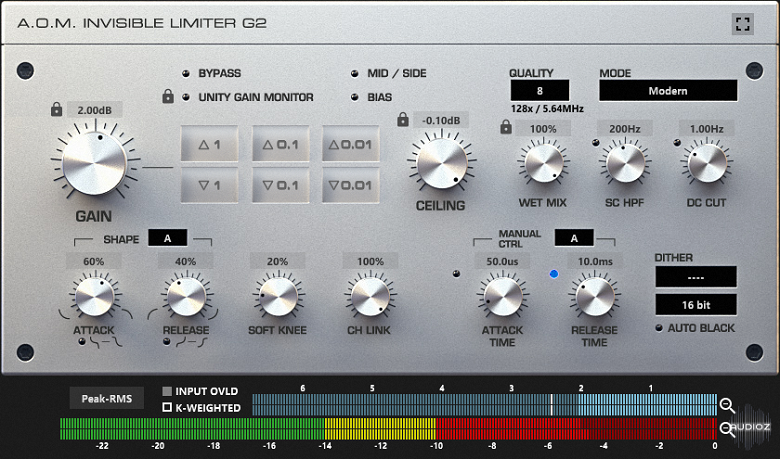 A.O.M. INVISIBLE LIMITER G2
BYPASS
MID / SIDE
UNITY GAIN MONITOR
BIAS
QUALITY
MODE
8
Modern
128x / 5.64MHz
2.00dB
-0.10dB
100%
200Hz
1.00Hz
△ 1
△ 0.1
△0.01
▽ 1
▽ 0.1
▽0.01
GAIN
CEILING
WET MIX
SC HPF
DC CUT
SHAPE
A
MANUAL
CTRL
A
60%
40%
20%
100%
50.0us
10.0ms
DITHER
----
16 bit
AUTO BLACK
ATTACK
RELEASE
SOFT KNEE
CH LINK
ATTACK
TIME
RELEASE
TIME
Peak-RMS
INPUT OVLD
K-WEIGHTED
6 5 4 3 2 1
-22 -20 -18 -16 -14 -12 -10 -8 -6 -4 -2 0
AUDIOZ